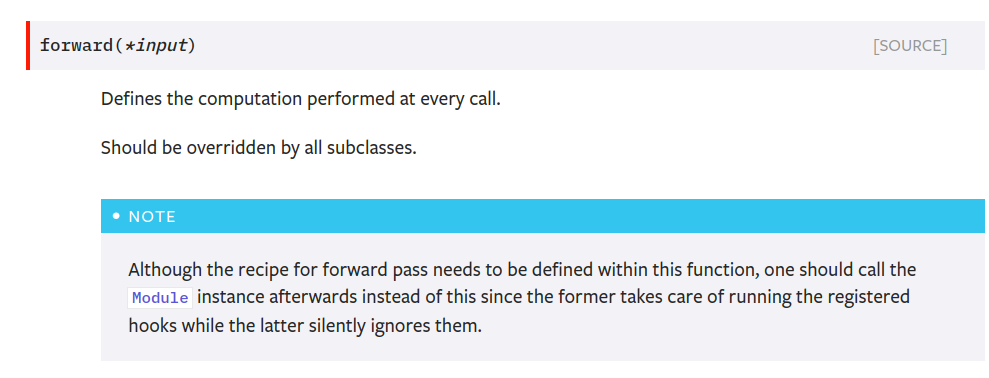 forward(*input) [SOURCE]
Defines the computation performed at every call.
Should be overridden by all subclasses.
• NOTE
Although the recipe for forward pass needs to be defined within this function, one should call the
Module instance afterwards instead of this since the former takes care of running the registered
hooks while the latter silently ignores them.